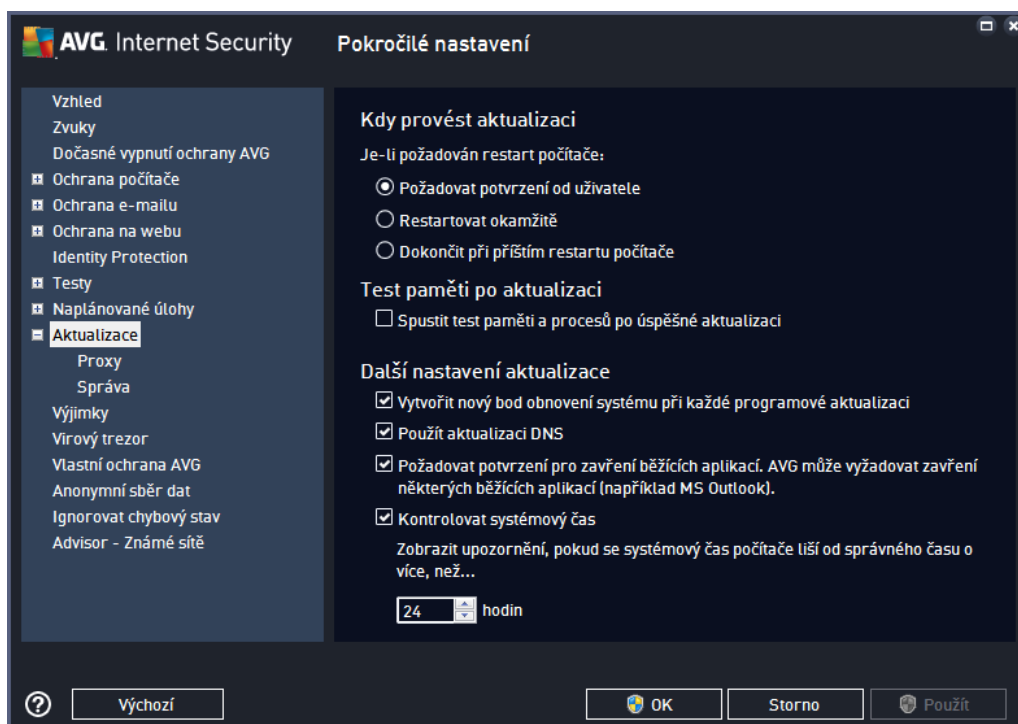 AVG. Internet Security
Pokročilé nastavení
Vzhled
Zvuky
Dočasné vypnutí ochrany AVG
Ochrana počítače
Ochrana e-mailu
Ochrana na webu
Identity Protection
Testy
Naplánované úlohy
Aktualizace
Proxy
Správa
Výjimky
Virový trezor
Vlastní ochrana AVG
Anonymní sběr dat
Ignorovat chybový stav
Advisor - Známé sítě
Kdy provést aktualizaci
Je-li požadován restart počítače:
Požadovat potvrzení od uživatele
Restartovat okamžitě
Dokončit při příštím restartu počítače
Test paměti po aktualizaci
Spustit test paměti a procesů po úspěšné aktualizaci
Další nastavení aktualizace
Vytvořit nový bod obnovení systému při každé programové aktualizaci
Použít aktualizaci DNS
Požadovat potvrzení pro zavření běžících aplikací. AVG může vyžadovat zavření
některých běžících aplikací (například MS Outlook).
Kontrolovat systémový čas
Zobrazit upozornění, pokud se systémový čas počítače liší od správného času o
více, než...
24 hodin
Výchozí
OK
Storno
Použít